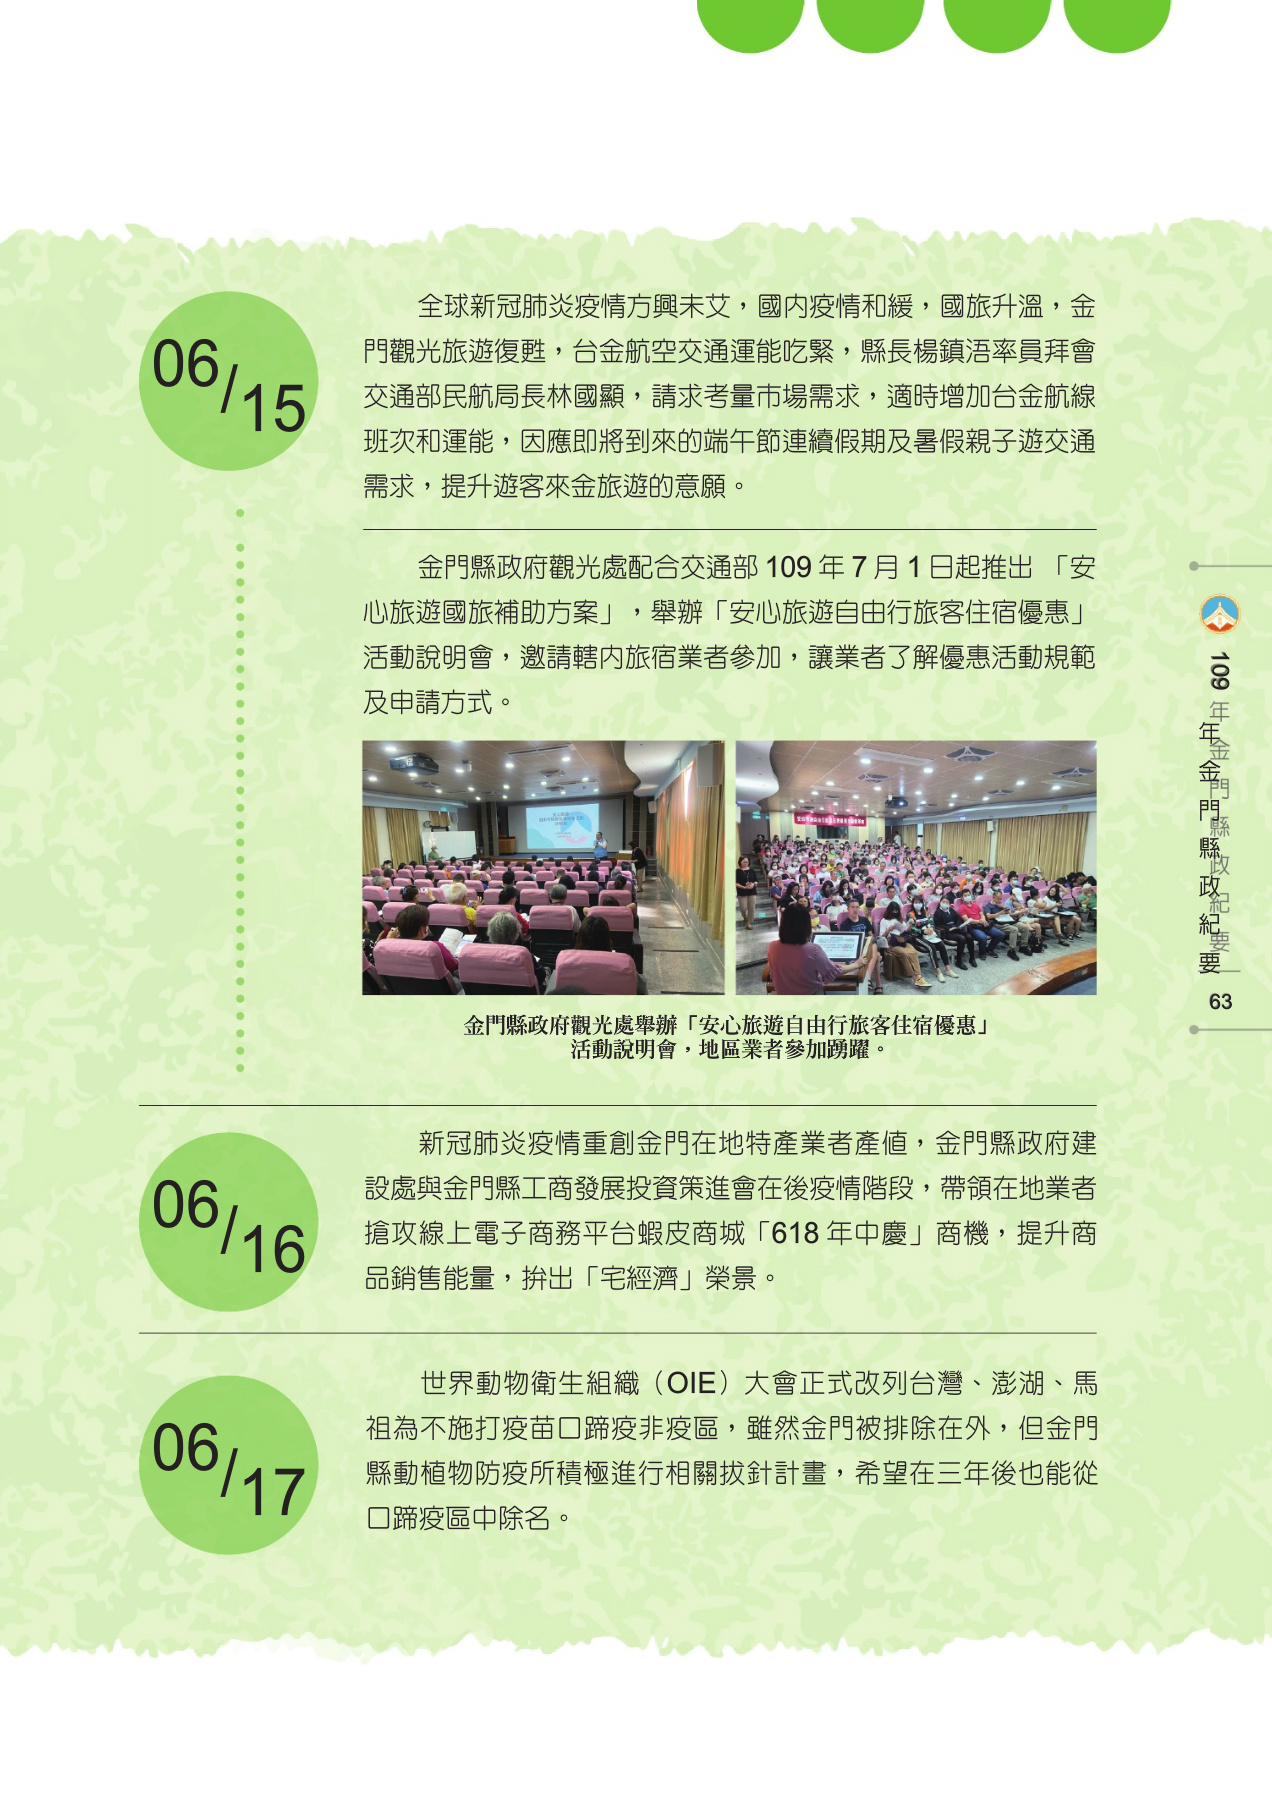 06/15
全球新冠肺炎疫情方興未艾，國內疫情和緩，國旅升溫，金
門觀光旅遊復甦，台金航空交通運能吃緊，縣長楊鎮浯率員拜會
交通部民航局長林國顯，請求考量市場需求，適時增加台金航線
班次和運能，因應即將到來的端午節連續假期及暑假親子遊交通
需求，提升遊客來金旅遊的意願。
金門縣政府觀光處配合交通部 109 年 7 月 1 日起推出 「安
心旅遊國旅補助方案」，舉辦「安心旅遊自由行旅客住宿優惠」
活動說明會，邀請轄內旅宿業者參加，讓業者了解優惠活動規範
及申請方式。
金門縣政府觀光處舉辦「安心旅遊自由行旅客住宿優惠」
活動說明會，地區業者參加踴躍。
06/16
新冠肺炎疫情重創金門在地特產業者產值，金門縣政府建
設處與金門縣工商發展投資策進會在後疫情階段，帶領在地業者
搶攻線上電子商務平台蝦皮商城「618 年中慶」商機，提升商
品銷售能量，拚出「宅經濟」榮景。
06/17
世界動物衛生組織（OIE）大會正式改列台灣、澎湖、馬
祖為不施打疫苗口蹄疫非疫區，雖然金門被排除在外，但金門
縣動植物防疫所積極進行相關拔針計畫，希望在三年後也能從
口蹄疫區中除名。
109 年金門縣政紀要
年金門縣政紀要
63